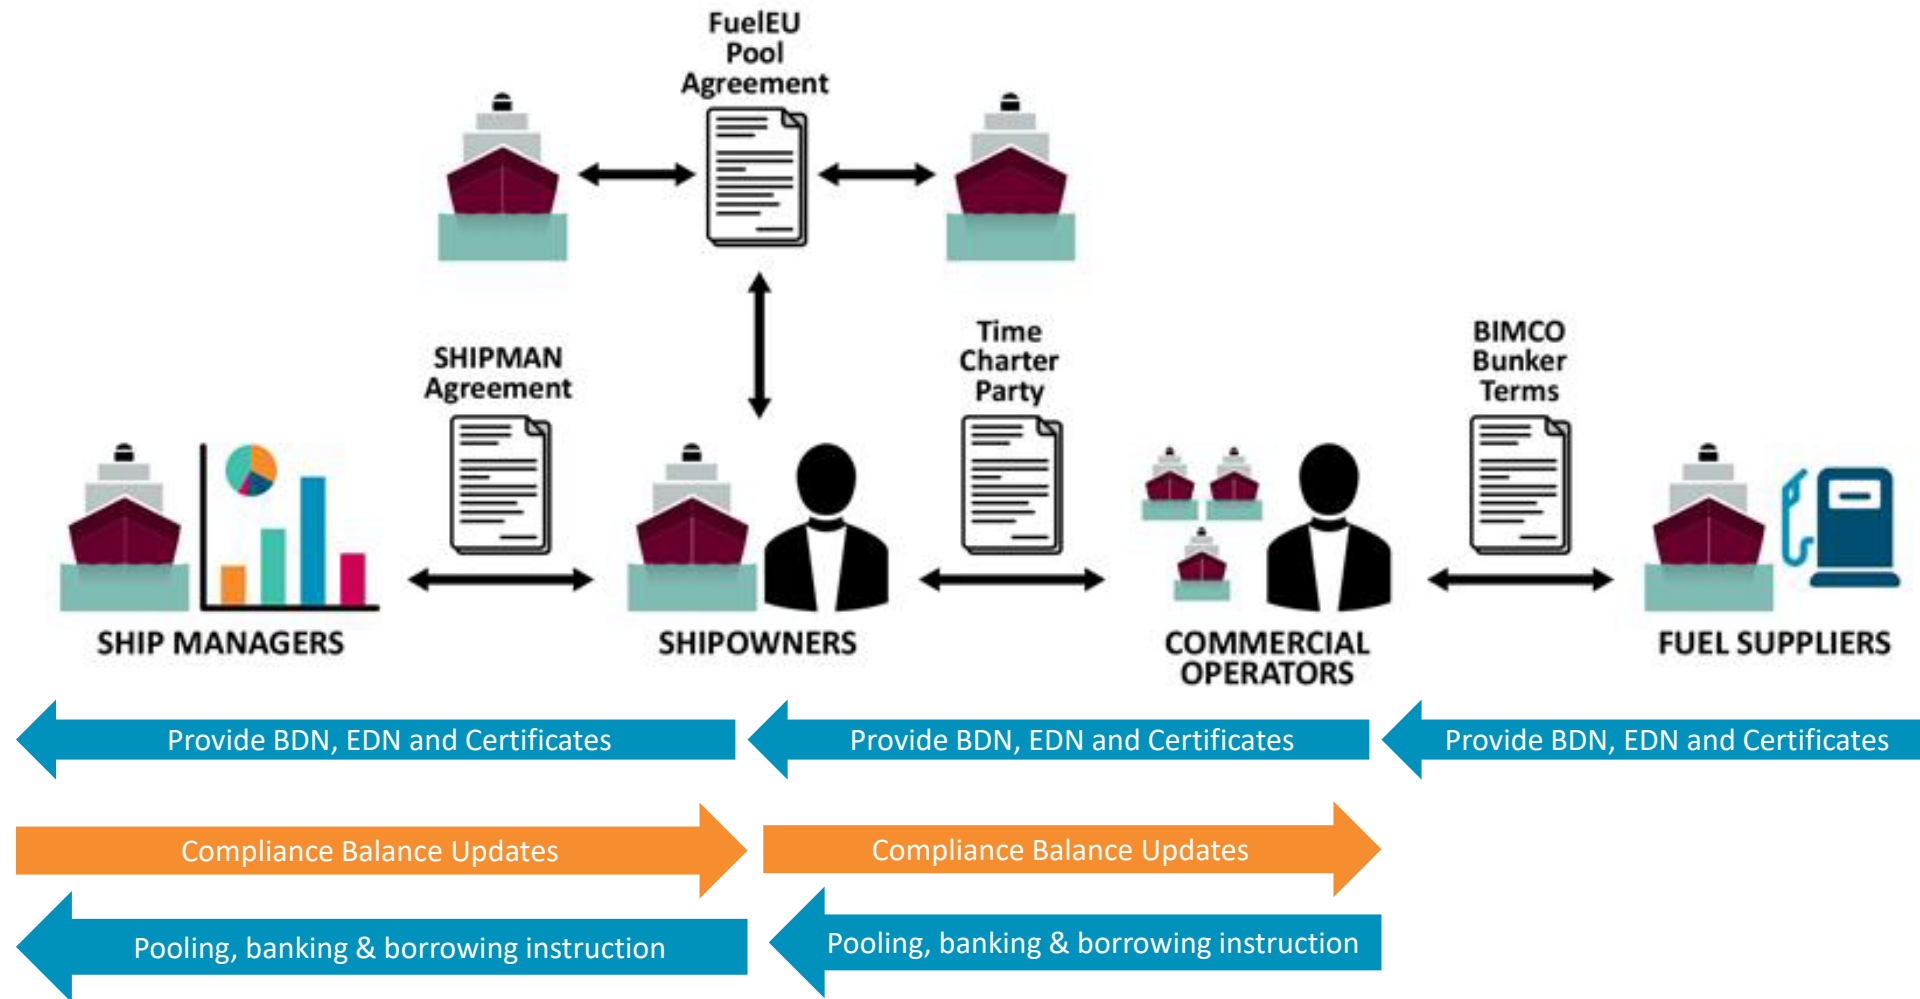 FuelEU
Pool
Agreement
SHIPMAN
Agreement
Time
Charter
Party
BIMCO
Bunker
Terms
SHIP MANAGERS
SHIPOWNERS
COMMERCIAL
OPERATORS
FUEL SUPPLIERS
Provide BDN, EDN and Certificates
Provide BDN, EDN and Certificates
Provide BDN, EDN and Certificates
Compliance Balance Updates
Compliance Balance Updates
Pooling, banking & borrowing instruction
Pooling, banking & borrowing instruction